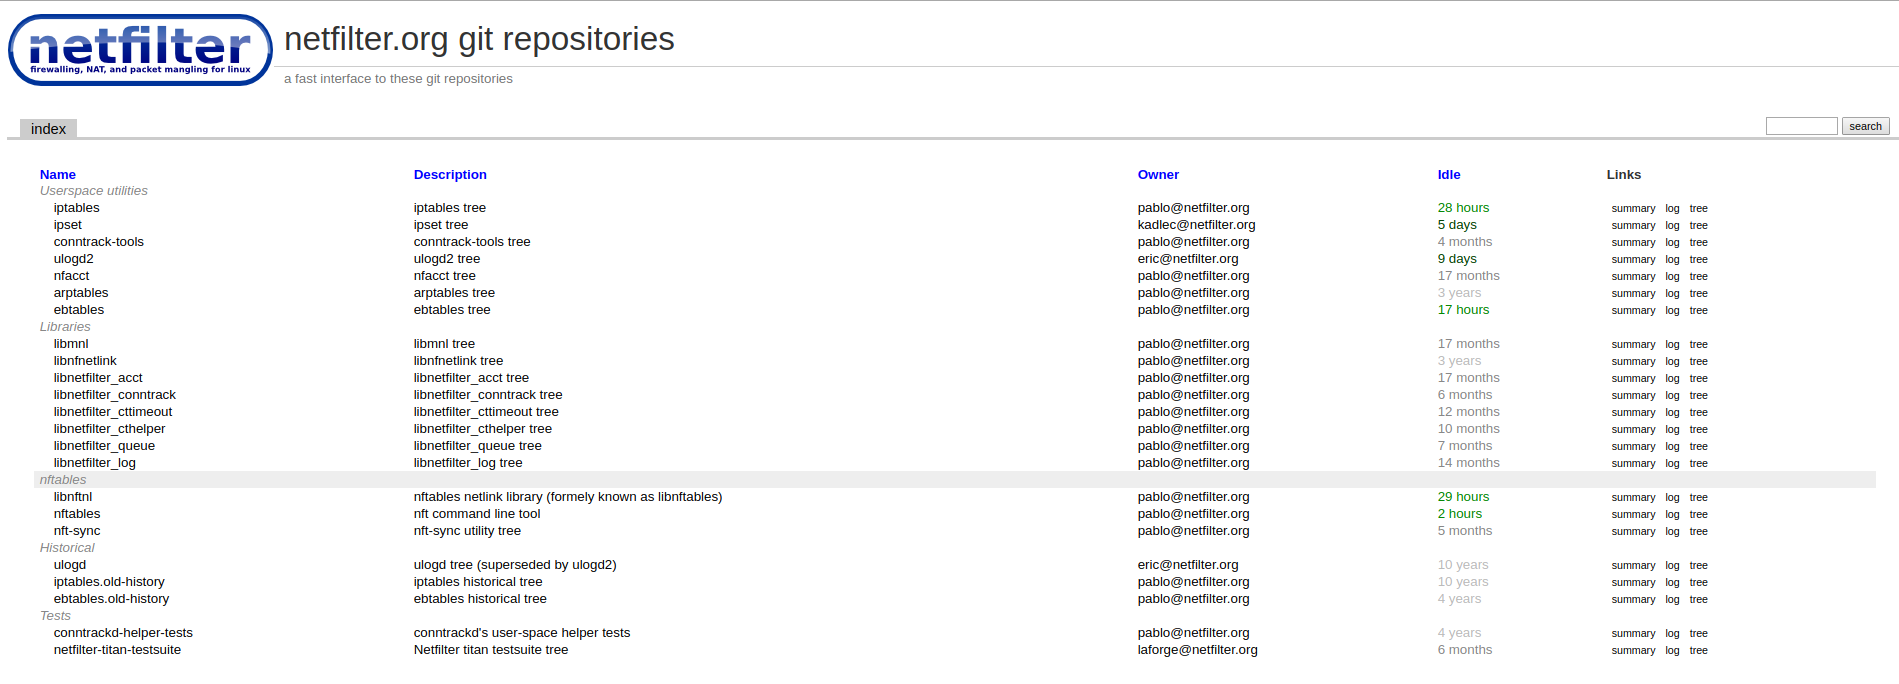 netfilter
firewalling, NAT, and packet mangling for linux
netfilter.org git repositories
a fast interface to these git repositories
index search
Name Description Owner Idle Links
Userspace utilities
iptables iptables tree pablo@netfilter.org 28 hours summary log tree
ipset ipset tree kadlec@netfilter.org 5 days summary log tree
conntrack-tools conntrack-tools tree pablo@netfilter.org 4 months summary log tree
ulogd2 ulogd2 tree eric@netfilter.org 9 days summary log tree
nfacct nfacct tree pablo@netfilter.org 17 months summary log tree
arptables arptables tree pablo@netfilter.org 3 years summary log tree
ebtables ebtables tree pablo@netfilter.org 17 hours summary log tree
Libraries
libmnl libmnl tree pablo@netfilter.org 17 months summary log tree
libnfnetlink libnfnetlink tree pablo@netfilter.org 3 years summary log tree
libnetfilter_acct libnetfilter_acct tree pablo@netfilter.org 17 months summary log tree
libnetfilter_conntrack libnetfilter_conntrack tree pablo@netfilter.org 6 months summary log tree
libnetfilter_cttimeout libnetfilter_cttimeout tree pablo@netfilter.org 12 months summary log tree
libnetfilter_cthelper libnetfilter_cthelper tree pablo@netfilter.org 10 months summary log tree
libnetfilter_queue libnetfilter_queue tree pablo@netfilter.org 7 months summary log tree
libnetfilter_log libnetfilter_log tree pablo@netfilter.org 14 months summary log tree
nftables
libnftnl nftables netlink library (formely known as libnftables) pablo@netfilter.org 29 hours summary log tree
nftables nft command line tool pablo@netfilter.org 2 hours summary log tree
nft-sync nft-sync utility tree pablo@netfilter.org 5 months summary log tree
Historical
ulogd ulogd tree (superseded by ulogd2) eric@netfilter.org 10 years summary log tree
iptables.old-history iptables historical tree pablo@netfilter.org 10 years summary log tree
ebtables.old-history ebtables historical tree pablo@netfilter.org 4 years summary log tree
Tests
conntrackd-helper-tests conntrackd's user-space helper tests pablo@netfilter.org 4 years summary log tree
netfilter-titan-testsuite Netfilter titan testsuite tree laforge@netfilter.org 6 months summary log tree